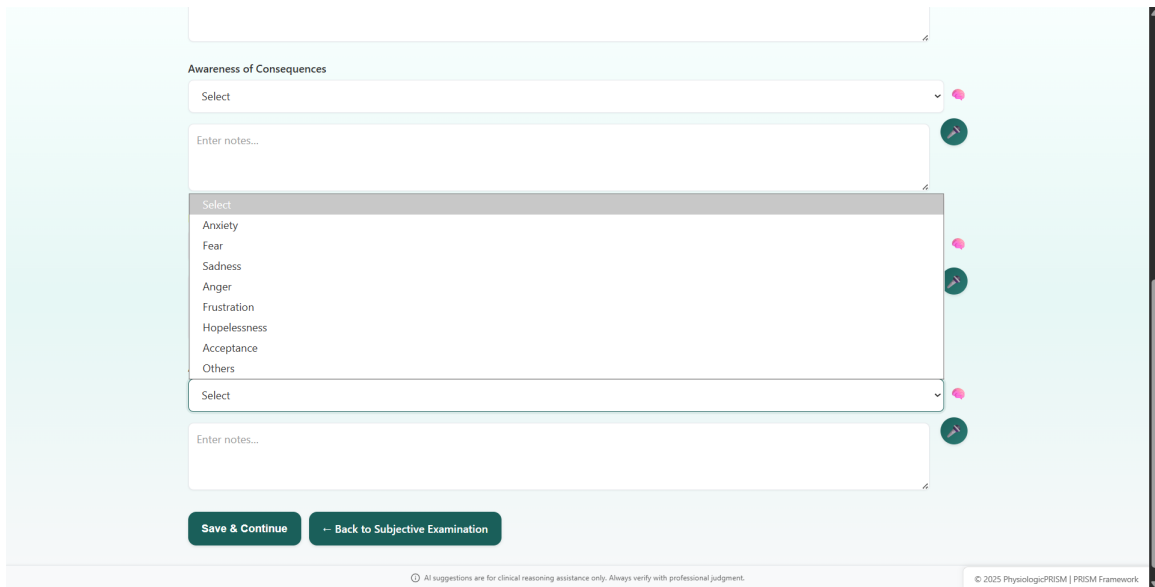 Awareness of Consequences
Select
Enter notes...
Select
Anxiety
Fear
Sadness
Anger
Frustration
Hopelessness
Acceptance
Others
Select
Enter notes...
Save & Continue
← Back to Subjective Examination
AI suggestions are for clinical reasoning assistance only. Always verify with professional judgment.
© 2025 PhysiologicPRISM | PRISM Framework